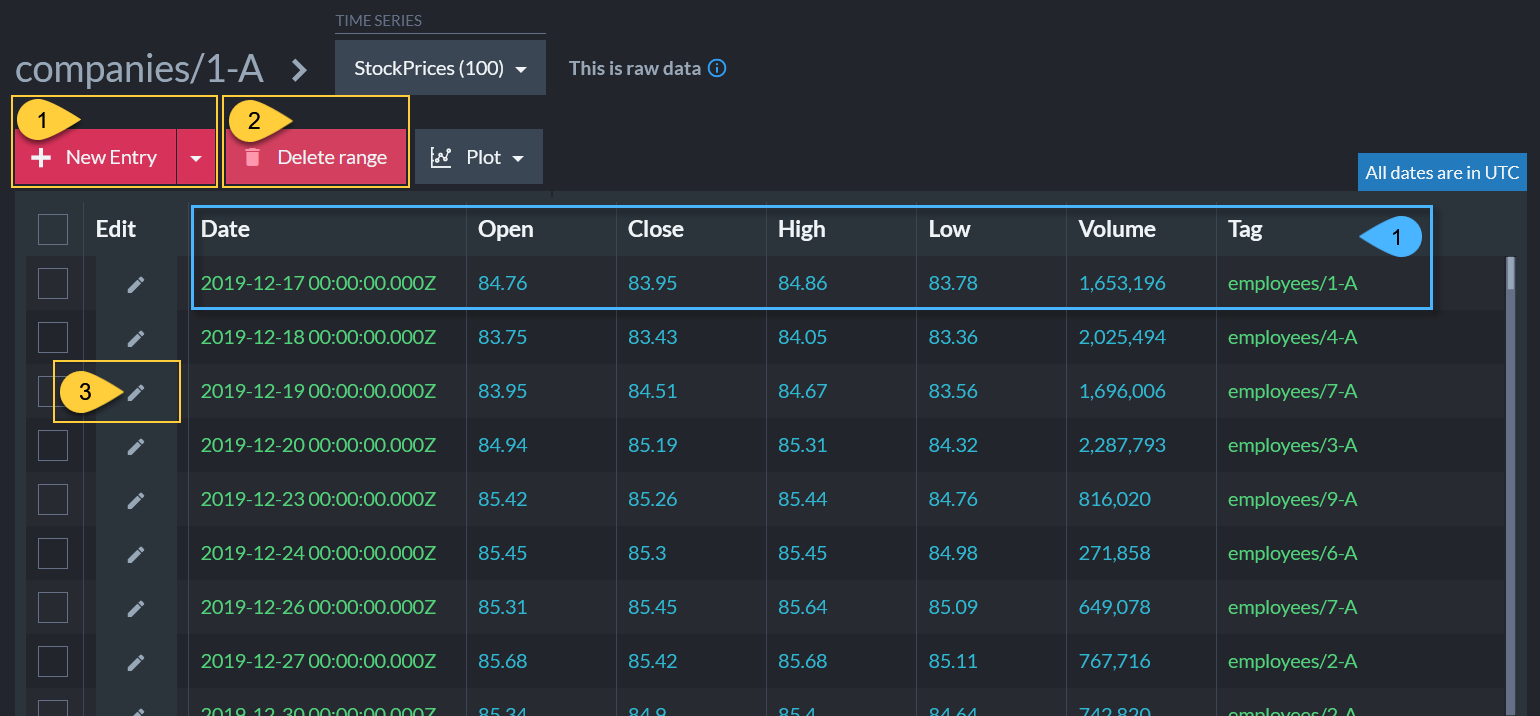 TIME SERIES
companies/1-A StockPrices (100) This is raw data
1 2
New Entry Delete range Plot
All dates are in UTC
Edit Date Open Close High Low Volume Tag 1
2019-12-17 00:00:00.000Z 84.76 83.95 84.86 83.78 1,653,196 employees/1-A
2019-12-18 00:00:00.000Z 83.75 83.43 84.05 83.36 2,025,494 employees/4-A
3 2019-12-19 00:00:00.000Z 83.95 84.51 84.67 83.56 1,696,006 employees/7-A
2019-12-20 00:00:00.000Z 84.94 85.19 85.31 84.32 2,287,793 employees/3-A
2019-12-23 00:00:00.000Z 85.42 85.26 85.44 84.76 816,020 employees/9-A
2019-12-24 00:00:00.000Z 85.45 85.3 85.45 84.98 271,858 employees/6-A
2019-12-26 00:00:00.000Z 85.31 85.45 85.64 85.09 649,078 employees/7-A
2019-12-27 00:00:00.000Z 85.68 85.42 85.68 85.11 767,716 employees/2-A
2019-12-30 00:00:00.000Z 85.34 84.9 85.4 84.64 742,820 employees/2-A